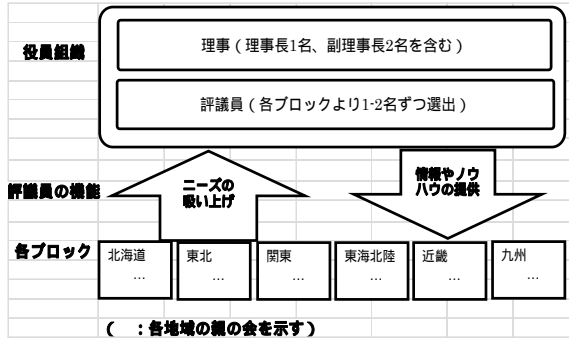 役員組織
理事（理事長1名、副理事長2名を含む）
評議員（各ブロックより1-2名ずつ選出）
評議員の機能
ニーズの
吸い上げ
情報やノウ
ハウの提供
各ブロック
北海道
…
東北
…
関東
…
東海北陸
…
近畿
…
九州
…
（　：各地域の親の会を示す）